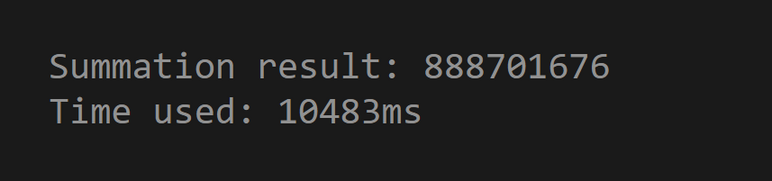 Summation result: 888701676
Time used: 10483ms